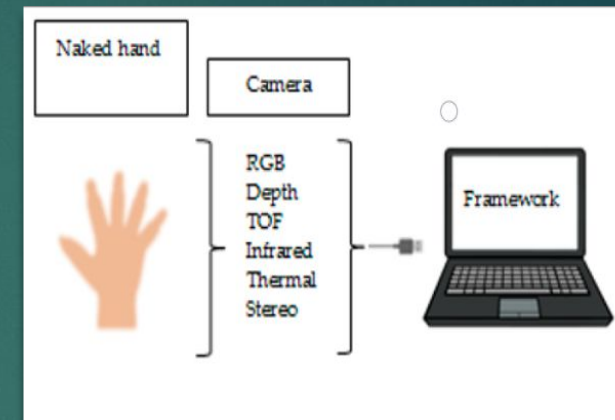 Naked hand
Camera
RGB
Depth
TOF
Infrared
Thermal
Stereo
Framework